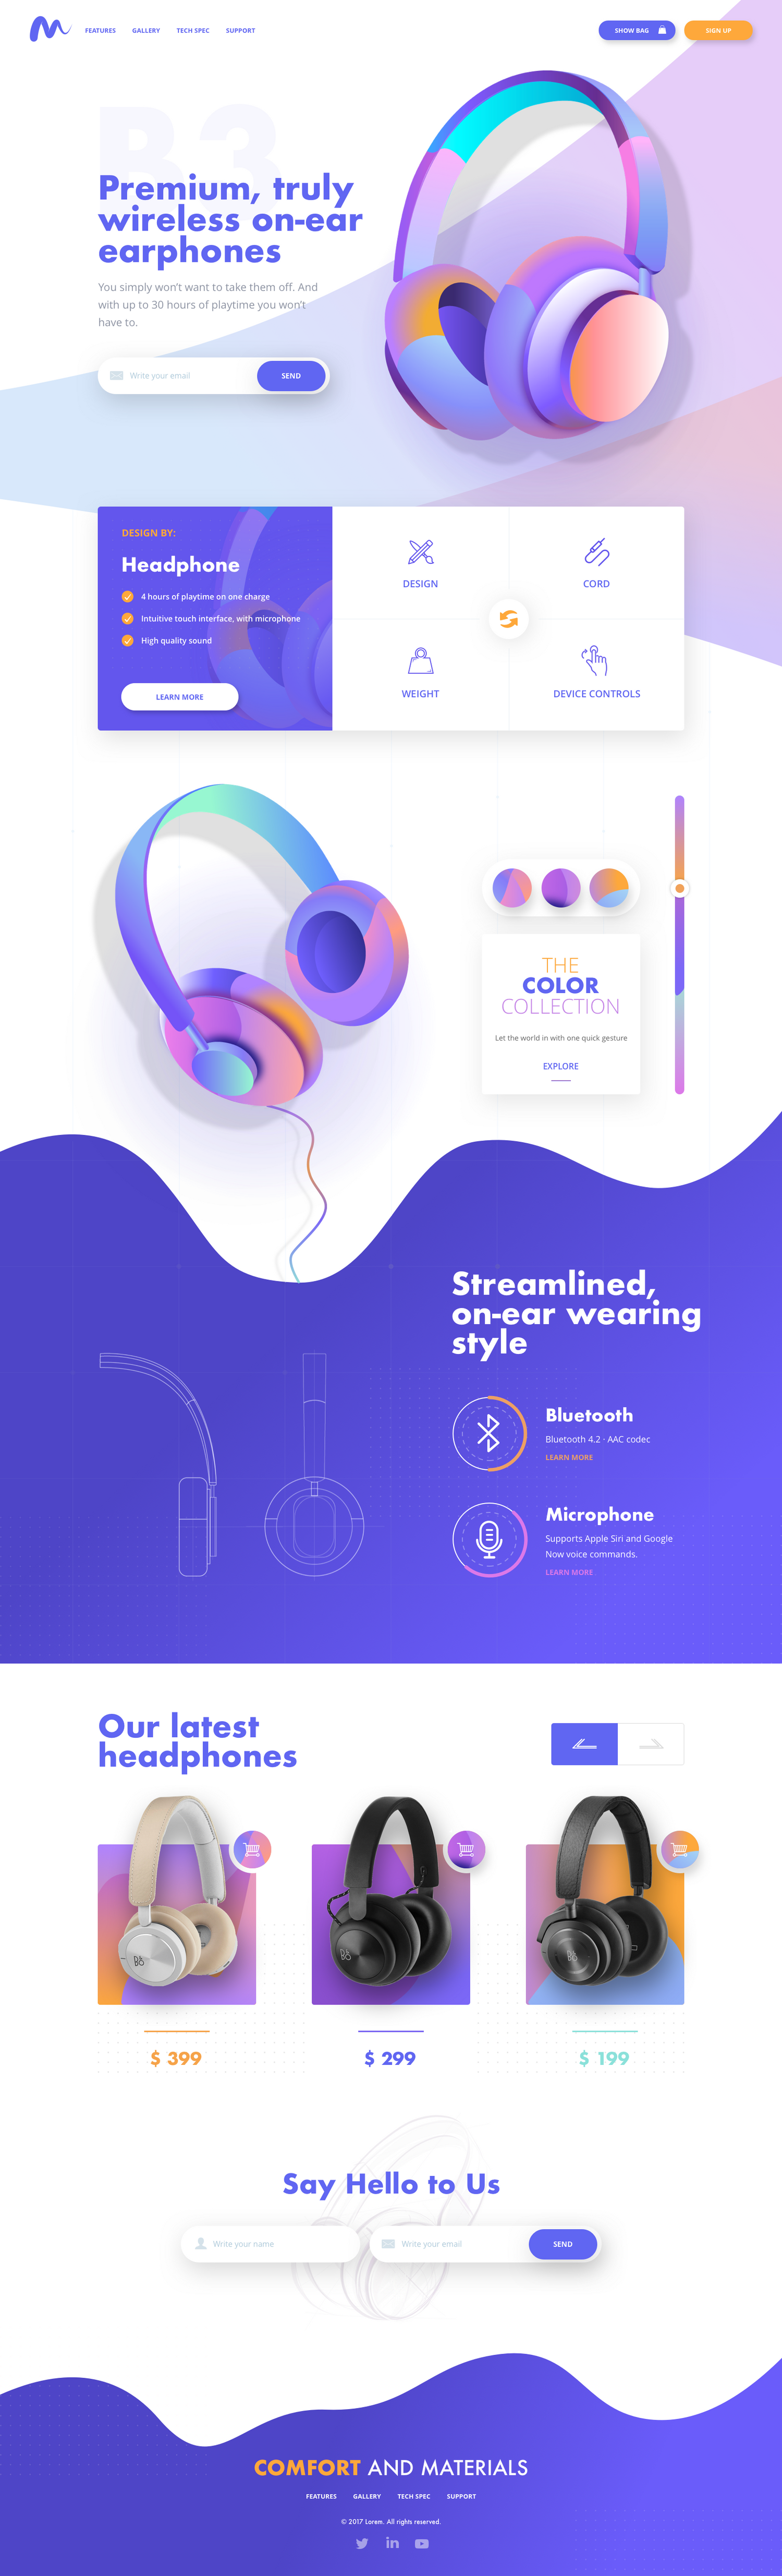 FEATURES GALLERY TECH SPEC SUPPORT SHOW BAG SIGN UP
B3
Premium, truly
wireless on-ear
earphones
You simply won't want to take them off. And
with up to 30 hours of playtime you won't
have to.
Write your email SEND
DESIGN BY:
Headphone
4 hours of playtime on one charge
Intuitive touch interface, with microphone
High quality sound
LEARN MORE
DESIGN
CORD
WEIGHT
DEVICE CONTROLS
THE
COLOR
COLLECTION
Let the world in with one quick gesture
EXPLORE
Streamlined,
on-ear wearing
style
Bluetooth
Bluetooth 4.2 · AAC codec
LEARN MORE
Microphone
Supports Apple Siri and Google
Now voice commands.
LEARN MORE
Our latest
headphones
B&O
B&O
B&O
$ 399
$ 299
$ 199
Say Hello to Us
Write your name
Write your email SEND
COMFORT AND MATERIALS
FEATURES GALLERY TECH SPEC SUPPORT
© 2017 Lorem. All rights reserved.